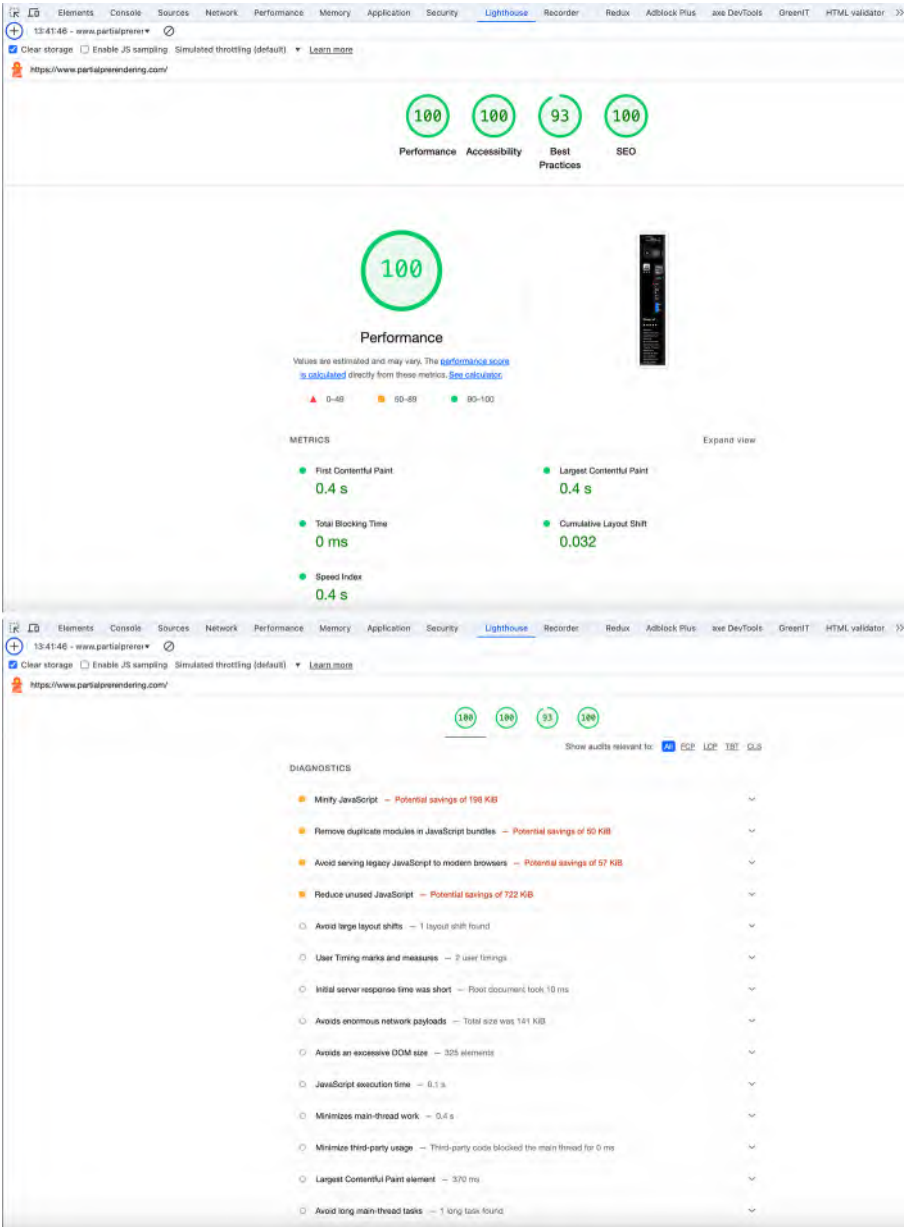 Elements Console Sources Network Performance Memory Application Security Lighthouse Recorder Redux Adblock Plus axe DevTools GreenIT HTML validator
13:41:46 - www.partialprerer
Clear storage Enable JS sampling Simulated throttling (default) Learn more
https://www.partialprerendering.com/
100 100 93 100
Performance Accessibility Best Practices SEO
100
Performance
Values are estimated and may vary. The performance score
is calculated directly from these metrics. See calculator.
0–49 50–89 90–100
METRICS
Expand view
First Contentful Paint
0.4 s
Largest Contentful Paint
0.4 s
Total Blocking Time
0 ms
Cumulative Layout Shift
0.032
Speed Index
0.4 s
Elements Console Sources Network Performance Memory Application Security Lighthouse Recorder Redux Adblock Plus axe DevTools GreenIT HTML validator
13:41:46 - www.partialprerer
Clear storage Enable JS sampling Simulated throttling (default) Learn more
https://www.partialprerendering.com/
100 100 93 100
Show audits relevant to: All FCP LCP TBT CLS
DIAGNOSTICS
Minify JavaScript — Potential savings of 198 KiB
Remove duplicate modules in JavaScript bundles — Potential savings of 50 KiB
Avoid serving legacy JavaScript to modern browsers — Potential savings of 57 KiB
Reduce unused JavaScript — Potential savings of 722 KiB
Avoid large layout shifts — 1 layout shift found
User Timing marks and measures — 2 user timings
Initial server response time was short — Root document took 10 ms
Avoids enormous network payloads — Total size was 141 KiB
Avoids an excessive DOM size — 325 elements
JavaScript execution time — 0.1 s
Minimizes main-thread work — 0.4 s
Minimize third-party usage — Third-party code blocked the main thread for 0 ms
Largest Contentful Paint element — 370 ms
Avoid long main-thread tasks — 1 long task found